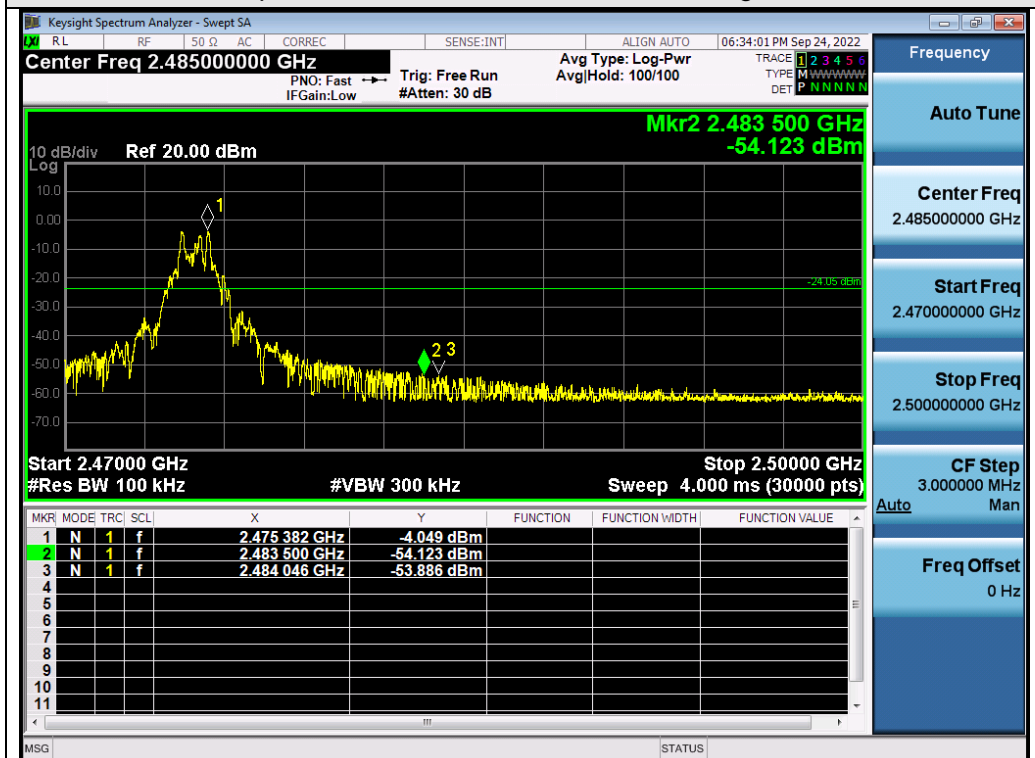 Keysight Spectrum Analyzer - Swept SA
LXI RL RF 50 Ω AC CORREC SENSE:INT ALIGN AUTO 06:34:01 PM Sep 24, 2022
Center Freq 2.485000000 GHz
PNO: Fast
IFGain:Low
Trig: Free Run
#Atten: 30 dB
Avg Type: Log-Pwr
Avg|Hold: 100/100
TRACE 1 2 3 4 5 6
TYPE M WWWWW
DET P N N N N N
Mkr2 2.483 500 GHz
-54.123 dBm
10 dB/div Ref 20.00 dBm
Log
10.0
0.00
-10.0
-20.0
-30.0
-40.0
-50.0
-60.0
-70.0
1
-24.05 dBm
2 3
Start 2.47000 GHz Stop 2.50000 GHz
#Res BW 100 kHz #VBW 300 kHz Sweep 4.000 ms (30000 pts)
MKR MODE TRC SCL X Y FUNCTION FUNCTION WIDTH FUNCTION VALUE
1 N 1 f 2.475 382 GHz -4.049 dBm
2 N 1 f 2.483 500 GHz -54.123 dBm
3 N 1 f 2.484 046 GHz -53.886 dBm
4
5
6
7
8
9
10
11
MSG STATUS
Frequency
Auto Tune
Center Freq
2.485000000 GHz
Start Freq
2.470000000 GHz
Stop Freq
2.500000000 GHz
CF Step
3.000000 MHz
Auto Man
Freq Offset
0 Hz